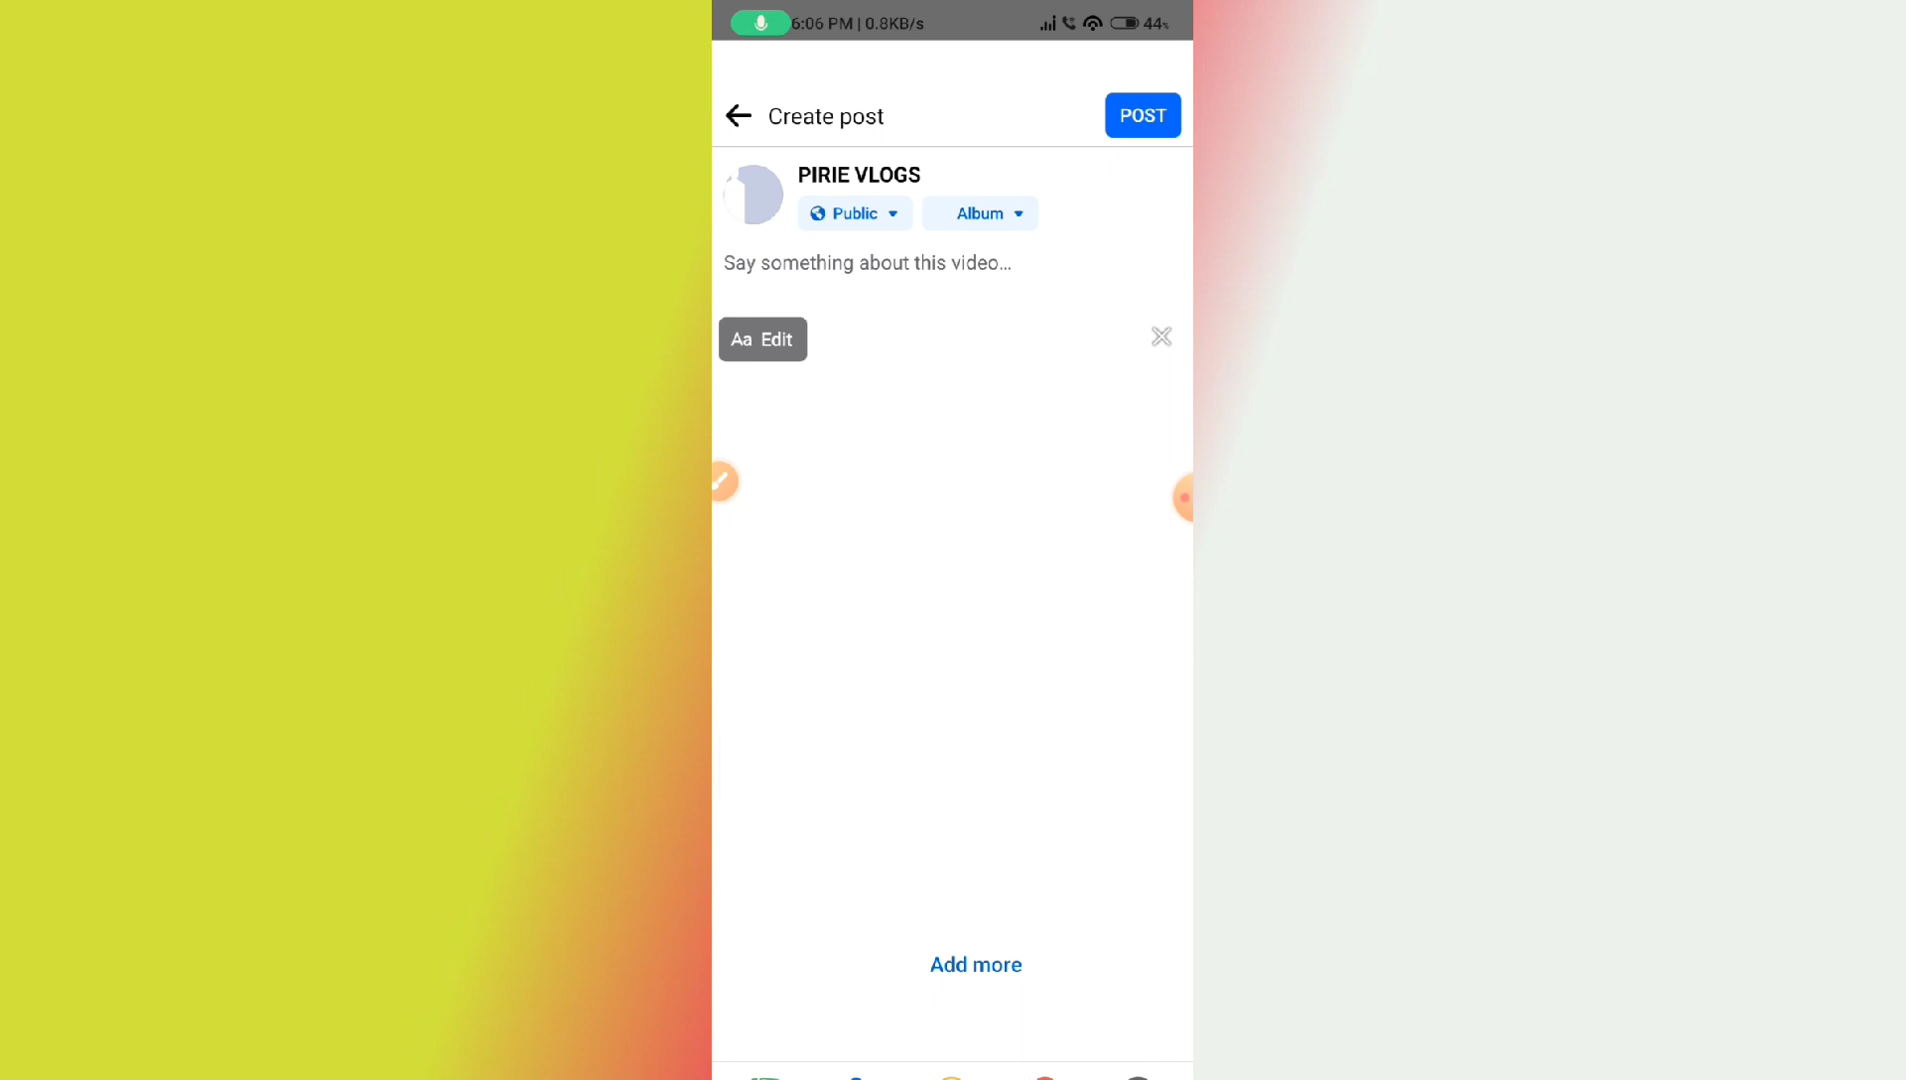 6:06 PM | 0.8KB/s 44%
Create post POST
PIRIE VLOGS
Public Album
Say something about this video...
Aa Edit
Add more